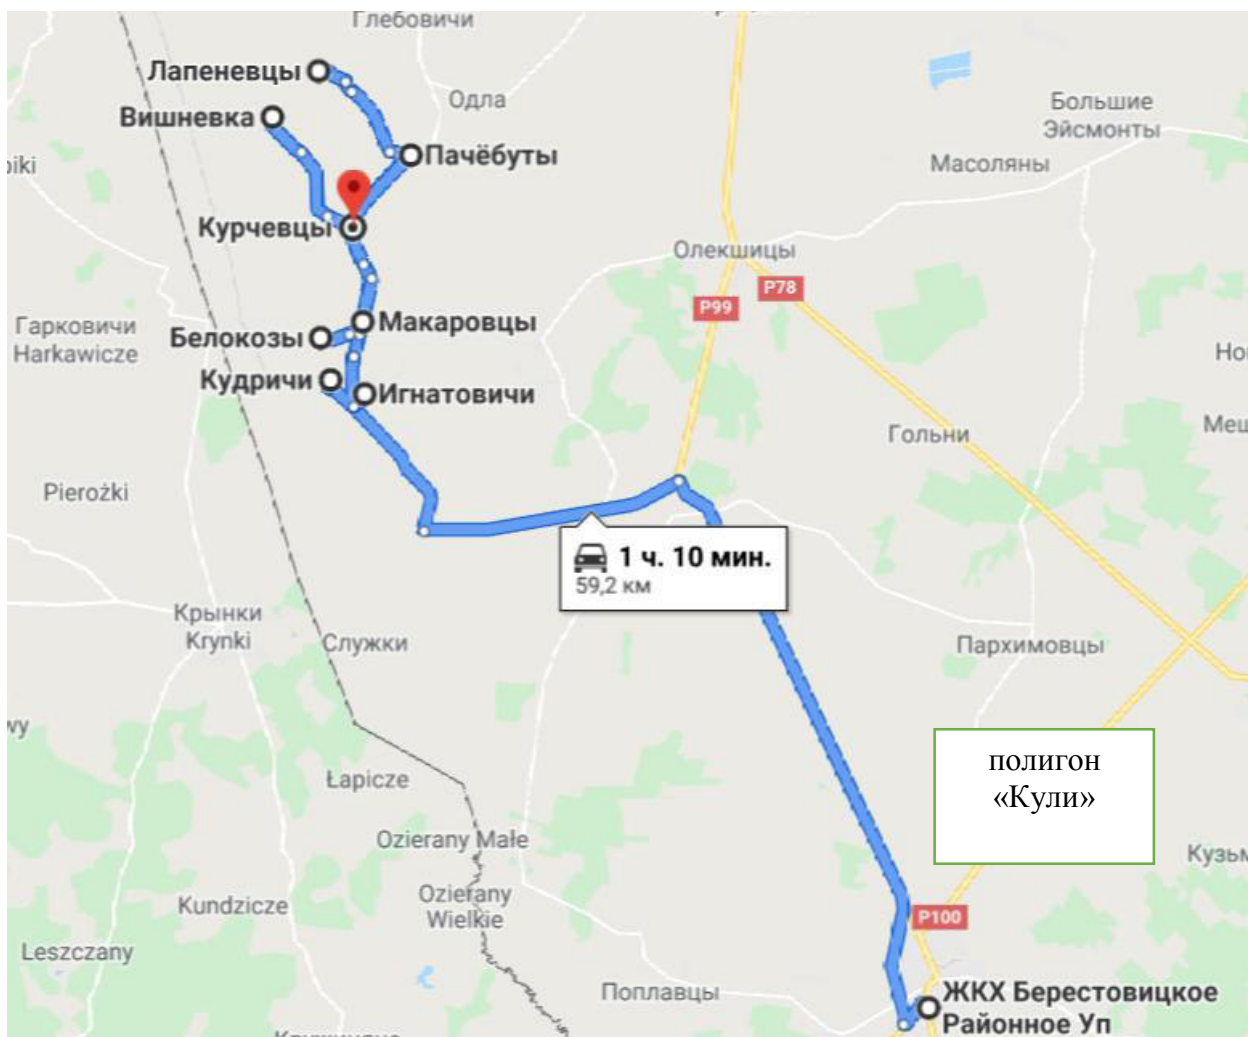 Глебовичи
Лапеневцы
Одла
Вишневка
Большие
Эйсмонты
Пачёбуты
Масоляны
Курчевцы
Олекшицы
P78
P99
Гарковичи
Harkawicze
Белокозы
Макаровцы
Кудричи
Игнатовичи
Гольни
Pierożki
1 ч. 10 мин.
59,2 км
Крынки
Krynki
Служки
Пархимовцы
полигон
«Кули»
Łapicze
Ozierany Małe
Ozierany
Wielkie
Kundzicze
P100
Leszczany
Поплавцы
ЖКХ Берестовицкое
Районное Уп